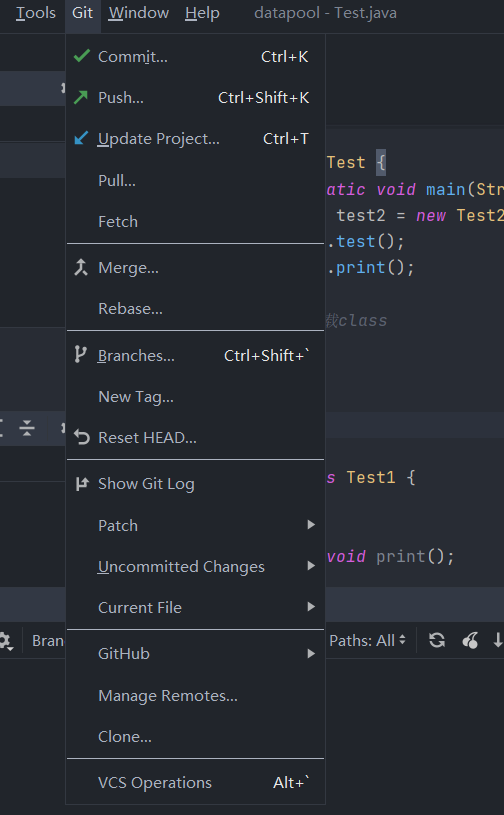 Tools Git Window Help datapool - Test.java
Commit... Ctrl+K
Push... Ctrl+Shift+K
Update Project... Ctrl+T
Test {
Pull...
atic void main(Str
test2 = new Test2
Fetch
.test();
Merge...
.print();
Rebase...
载class
Branches... Ctrl+Shift+`
New Tag...
Reset HEAD...
Show Git Log
s Test1 {
Patch
Uncommitted Changes
void print();
Current File
Bran
Paths: All
GitHub
Manage Remotes...
Clone...
VCS Operations Alt+`